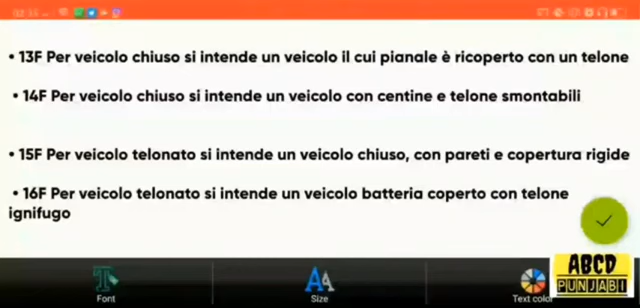 • 13F Per veicolo chiuso si intende un veicolo il cui pianale è ricoperto con un telone
• 14F Per veicolo chiuso si intende un veicolo con centine e telone smontabili
• 15F Per veicolo telonato si intende un veicolo chiuso, con pareti e copertura rigide
• 16F Per veicolo telonato si intende un veicolo batteria coperto con telone
ignifugo
Font
Size
Text color
ABCD
PUNJABI